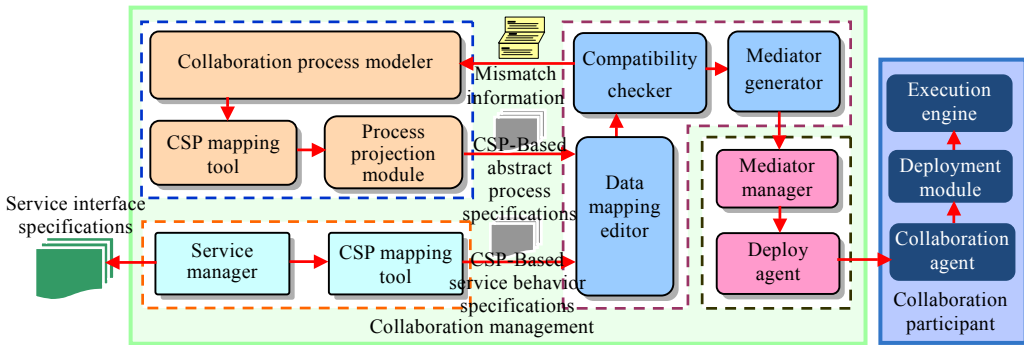 Collaboration process modeler
Mismatch
information
Compatibility
checker
Mediator
generator
Execution
engine
CSP mapping
tool
Process
projection
module
CSP-Based
abstract
process
specifications
Data
mapping
editor
Mediator
manager
Deployment
module
Service interface
specifications
Service
manager
CSP mapping
tool
CSP-Based
service behavior
specifications
Deploy
agent
Collaboration
agent
Collaboration management
Collaboration
participant